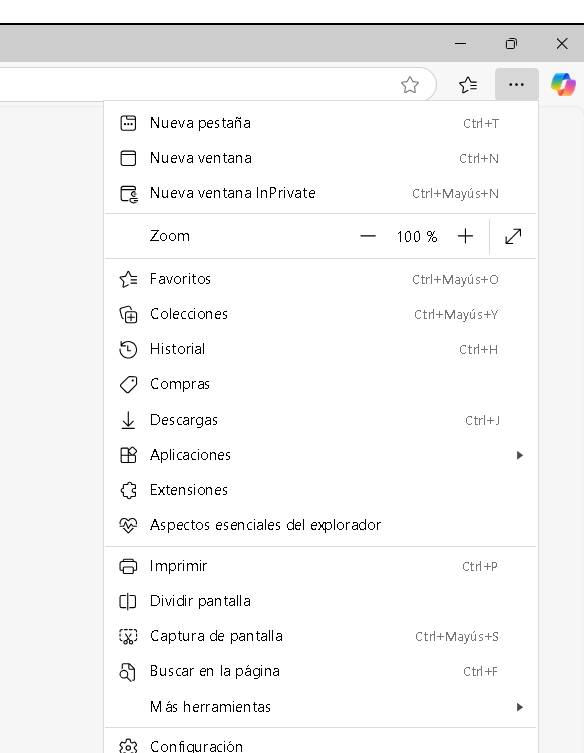 Nueva pestaña Ctrl+T
Nueva ventana Ctrl+N
Nueva ventana InPrivate Ctrl+Mayús+N
Zoom 100 %
Favoritos Ctrl+Mayús+O
Colecciones Ctrl+Mayús+Y
Historial Ctrl+H
Compras
Descargas Ctrl+J
Aplicaciones
Extensiones
Aspectos esenciales del explorador
Imprimir Ctrl+P
Dividir pantalla
Captura de pantalla Ctrl+Mayús+S
Buscar en la página Ctrl+F
Más herramientas
Configuración